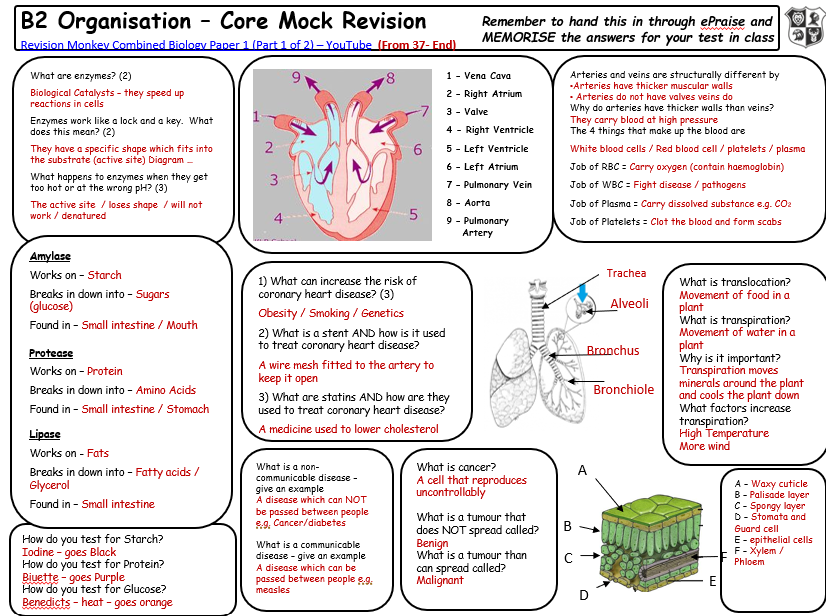 B2 Organisation – Core Mock Revision
Revision Monkey Combined Biology Paper 1 (Part 1 of 2) – YouTube (From 37- End)
Remember to hand this in through ePraise and
MEMORISE the answers for your test in class
What are enzymes? (2)
Biological Catalysts – they speed up
reactions in cells
Enzymes work like a lock and a key. What
does this mean? (2)
They have a specific shape which fits into
the substrate (active site) Diagram …
What happens to enzymes when they get
too hot or at the wrong pH? (3)
The active site / loses shape / will not
work / denatured
9
8
1
7
2
6
3
4
5
1 – Vena Cava
2 – Right Atrium
3 – Valve
4 – Right Ventricle
5 – Left Ventricle
6 – Left Atrium
7 – Pulmonary Vein
8 – Aorta
9 – Pulmonary
Artery
Arteries and veins are structurally different by
•Arteries have thicker muscular walls
• Arteries do not have valves veins do
Why do arteries have thicker walls than veins?
They carry blood at high pressure
The 4 things that make up the blood are
White blood cells / Red blood cell / platelets / plasma
Job of RBC = Carry oxygen (contain haemoglobin)
Job of WBC = Fight disease / pathogens
Job of Plasma = Carry dissolved substance e.g. CO₂
Job of Platelets = Clot the blood and form scabs
Amylase
Works on – Starch
Breaks in down into – Sugars
(glucose)
Found in – Small intestine / Mouth
Protease
Works on – Protein
Breaks in down into – Amino Acids
Found in – Small intestine / Stomach
Lipase
Works on - Fats
Breaks in down into – Fatty acids /
Glycerol
Found in – Small intestine
1) What can increase the risk of
coronary heart disease? (3)
Obesity / Smoking / Genetics
2) What is a stent AND how is it used
to treat coronary heart disease?
A wire mesh fitted to the artery to
keep it open
3) What are statins AND how are they
used to treat coronary heart disease?
A medicine used to lower cholesterol
Trachea
Alveoli
Bronchus
Bronchiole
What is translocation?
Movement of food in a
plant
What is transpiration?
Movement of water in a
plant
Why is it important?
Transpiration moves
minerals around the plant
and cools the plant down
What factors increase
transpiration?
High Temperature
More wind
How do you test for Starch?
Iodine – goes Black
How do you test for Protein?
Biuette – goes Purple
How do you test for Glucose?
Benedicts – heat – goes orange
What is a non-
communicable disease -
give an example
A disease which can NOT
be passed between people
e.g. Cancer/diabetes
What is a communicable
disease - give an example
A disease which can be
passed between people e.g.
measles
What is cancer?
A cell that reproduces
uncontrollably
What is a tumour that
does NOT spread called?
Benign
What is a tumour than
can spread called?
Malignant
A
B
C
D
E
F
A – Waxy cuticle
B – Palisade layer
C – Spongy layer
D – Stomata and
Guard cell
E – epithelial cells
F – Xylem /
Phloem